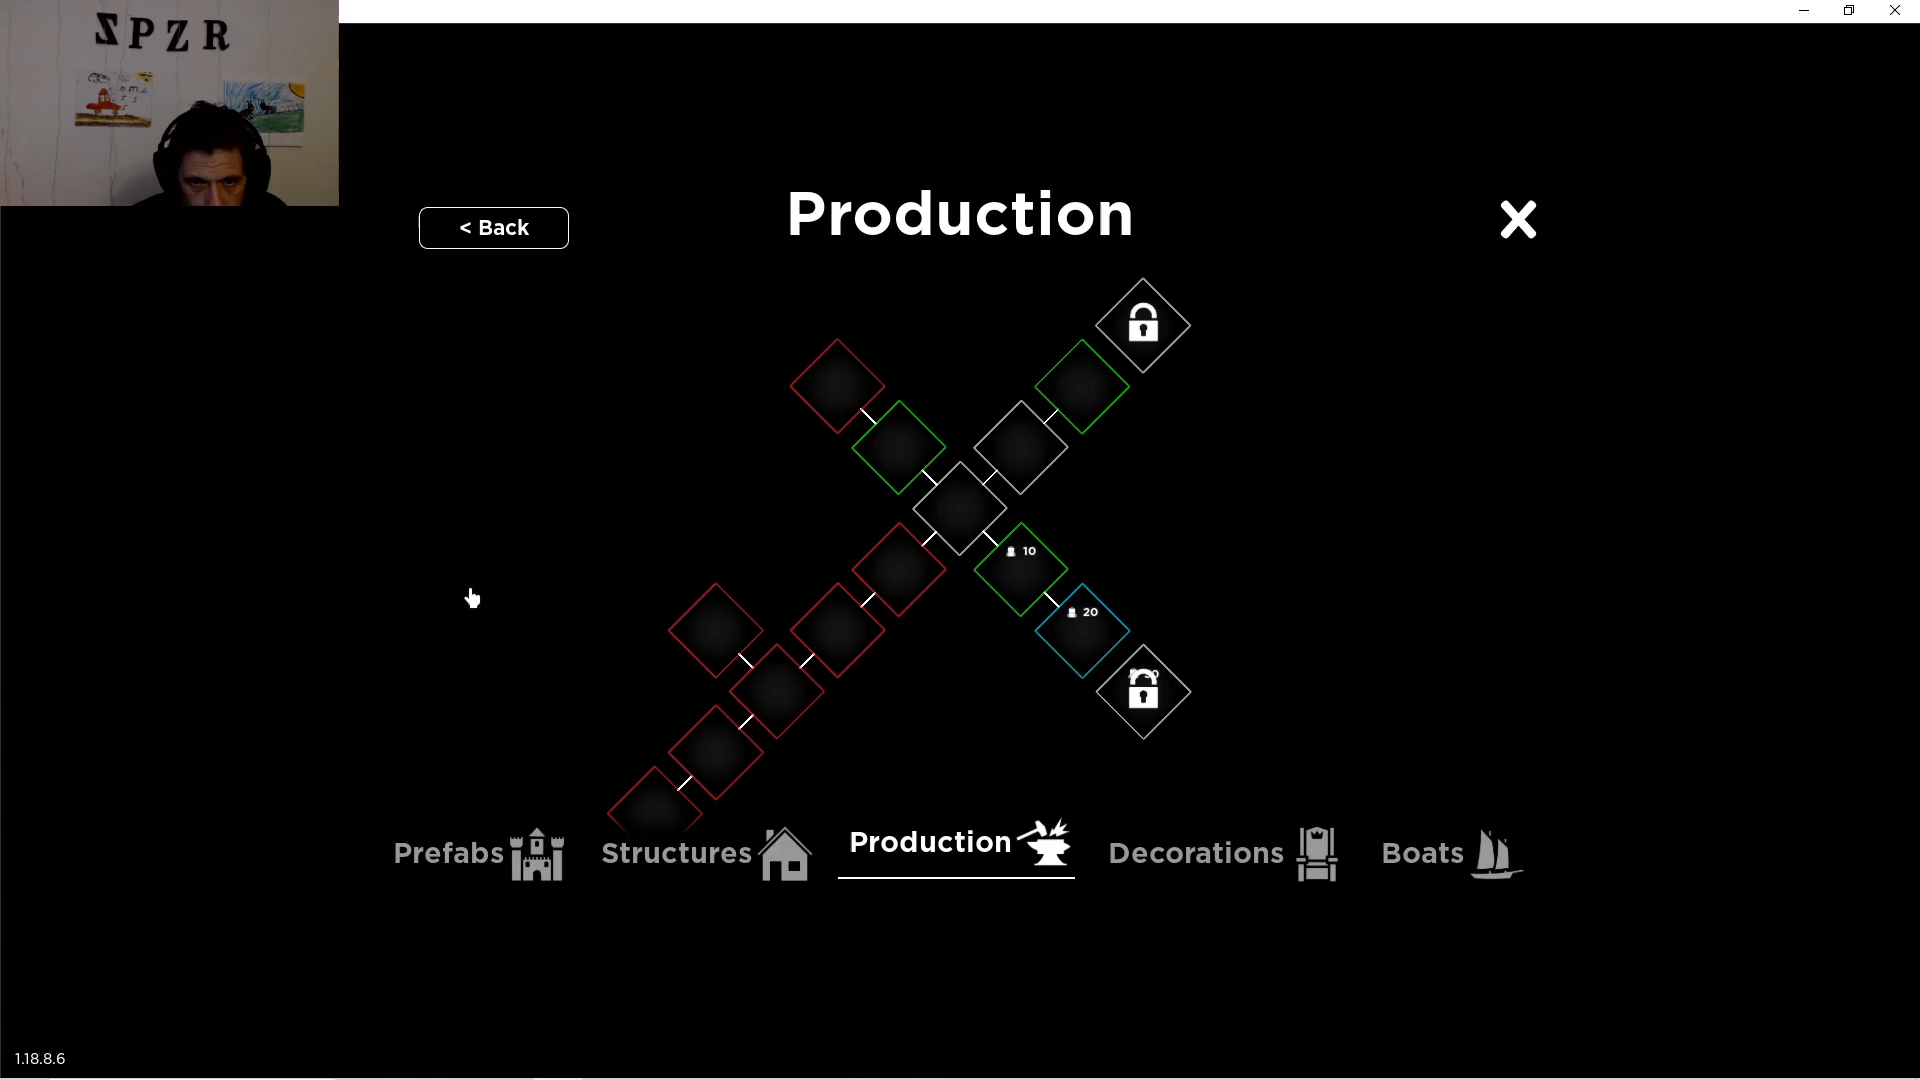 SPZR
< Back
Production
10
20
Prefabs
Structures
Production
Decorations
Boats
1.18.8.6